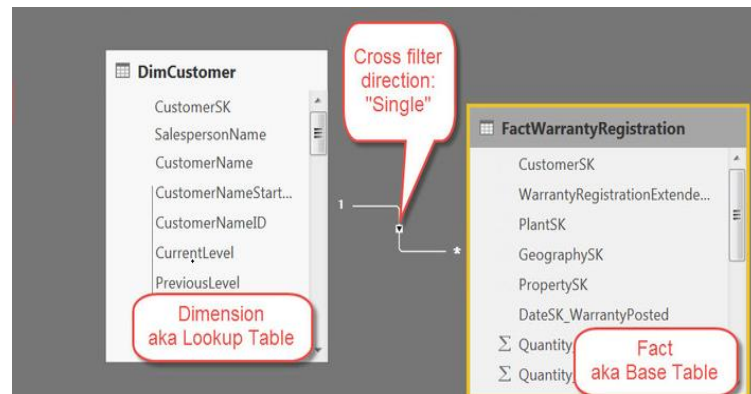 DimCustomer
CustomerSK
SalespersonName
CustomerName
CustomerNameStart...
CustomerNameID
CurrentLevel
PreviousLevel
Dimension
aka Lookup Table
Cross filter
direction:
"Single"
1
*
FactWarrantyRegistration
CustomerSK
WarrantyRegistrationExtende...
PlantSK
GeographySK
PropertySK
DateSK_WarrantyPosted
Σ Quantity
Σ Quantity
Fact
aka Base Table